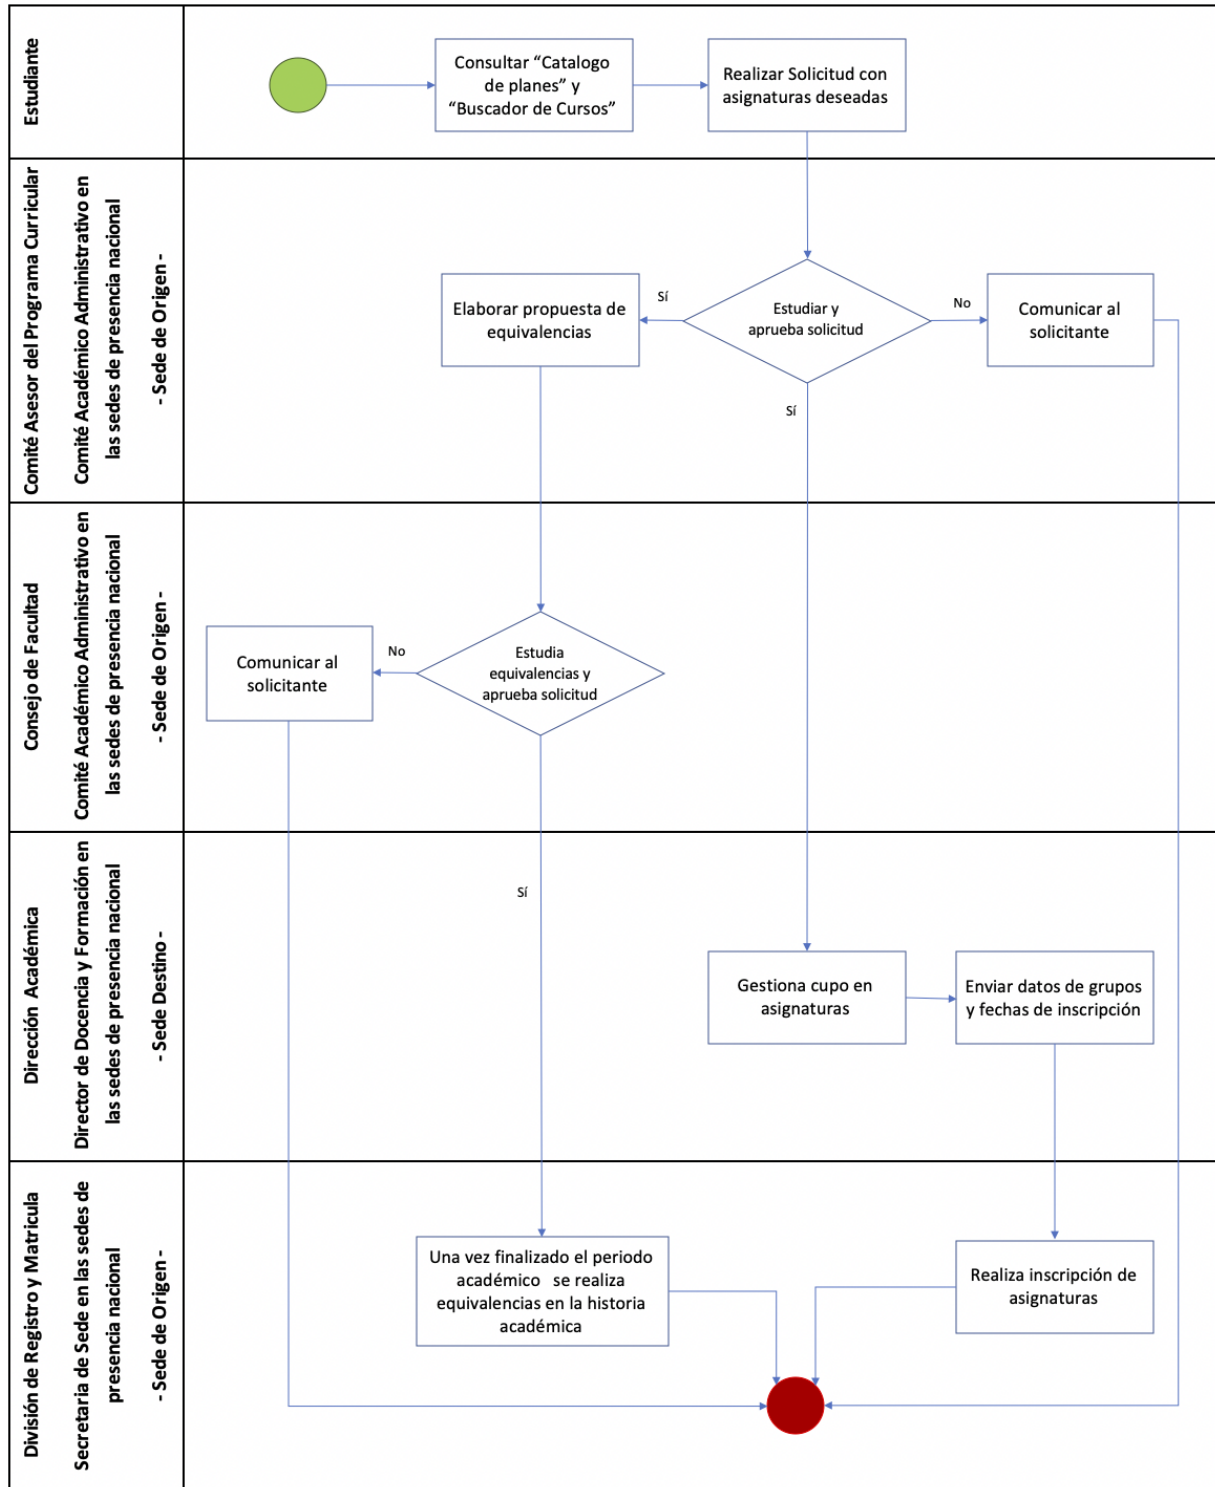 Estudiante
Consultar “Catalogo
de planes” y
“Buscador de Cursos”
Realizar Solicitud con
asignaturas deseadas
Comité Asesor del Programa Curricular
Comité Académico Administrativo en
las sedes de presencia nacional
- Sede de Origen -
Elaborar propuesta de
equivalencias
Sí
Estudiar y
aprueba solicitud
No
Comunicar al
solicitante
Sí
Consejo de Facultad
Comité Académico Administrativo en
las sedes de presencia nacional
- Sede de Origen -
Comunicar al
solicitante
No
Estudia
equivalencias y
aprueba solicitud
Dirección Académica
Director de Docencia y Formación en
las sedes de presencia nacional
- Sede Destino -
Sí
Gestiona cupo en
asignaturas
Enviar datos de grupos
y fechas de inscripción
División de Registro y Matricula
Secretaria de Sede en las sedes de
presencia nacional
- Sede de Origen -
Una vez finalizado el periodo
académico se realiza
equivalencias en la historia
académica
Realiza inscripción de
asignaturas